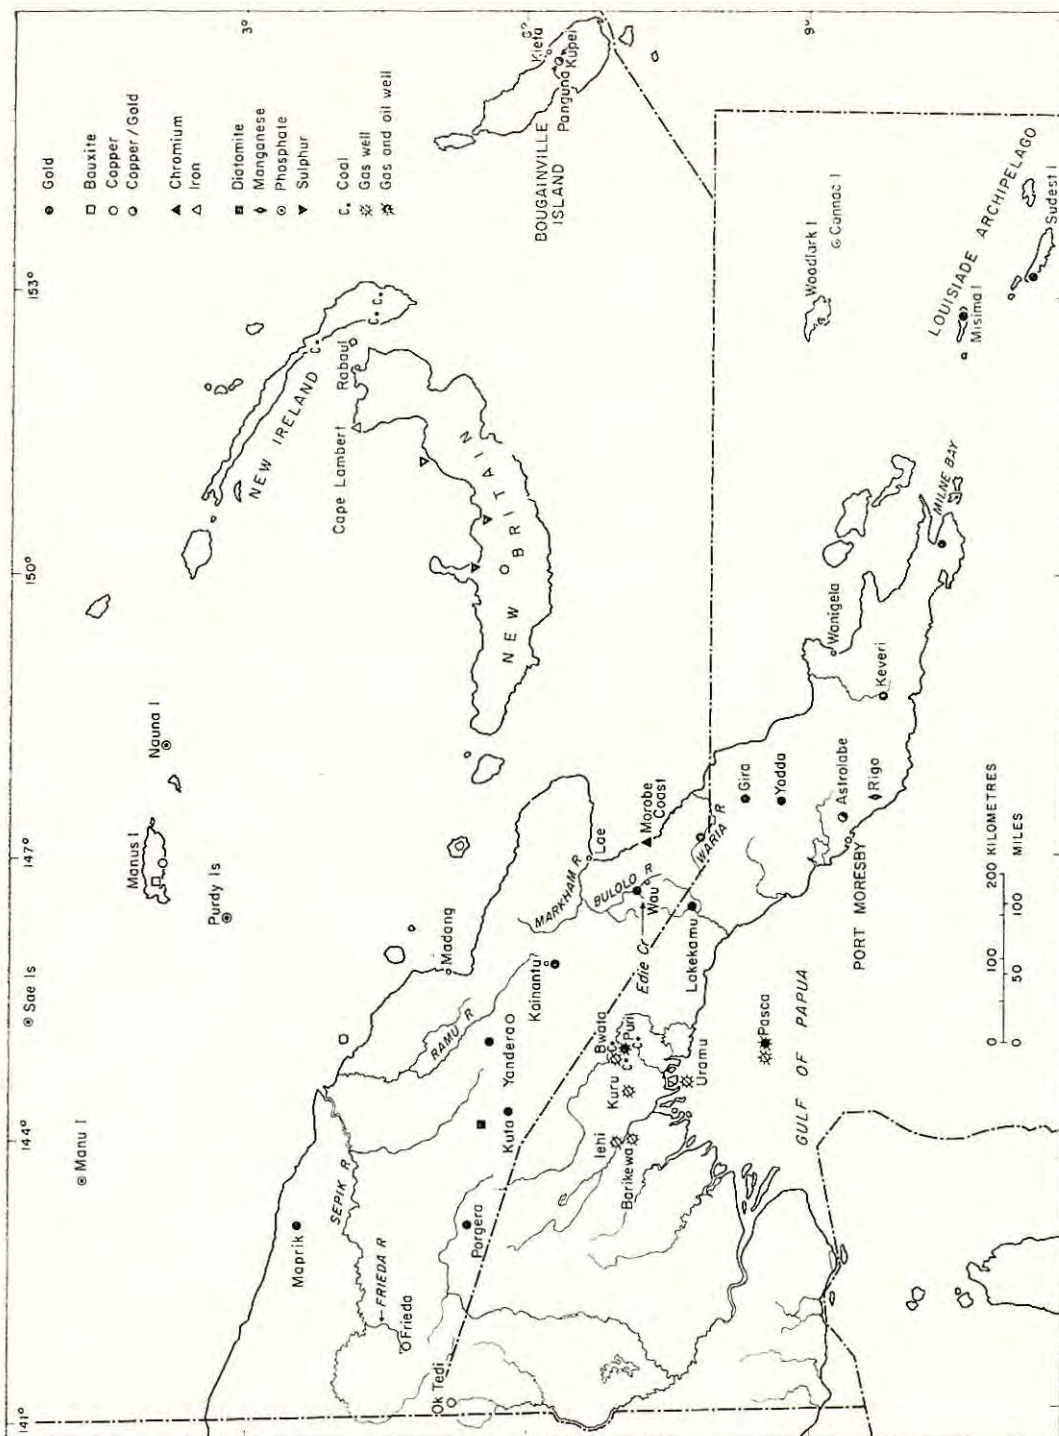 141°
144°
147°
150°
153°
3°
9°
Gold
Bauxite
Copper
Copper / Gold
Chromium
Iron
Diatomite
Manganese
Phosphate
Sulphur
C. Coal
Gas well
Gas and oil well
Manu I
Sae Is
Purdy Is
Manus I
Nauna I
NEW IRELAND
C.
C. C.
Rabaul
Cape Lambert
NEW BRITAIN
BOUGAINVILLE
ISLAND
Kieta
C?
Panguna
Kupei
Maprik
SEPIK R
FRIEDA R
Frieda
Ok Tedi
Porgera
Kuta
Yanderra
RAMU R
Madang
Kainantu
MARKHAM R
Lae
BULOLO R
Wau
Edie Cr
Morobe
Coast
WARIA R
Lakekamu
Gira
Yodda
Iehi
Barikewa
Kuru
Bwata
C.
Puri
C.
C.
Uramu
Pasca
GULF OF PAPUA
PORT MORESBY
Astrolabe
Rigo
Keveri
Wanigela
MILNE BAY
Woodlark I
Cannac I
LOUISIADE ARCHIPELAGO
Misima I
Sudest I
0 100 200 KILOMETRES
0 50 100 MILES